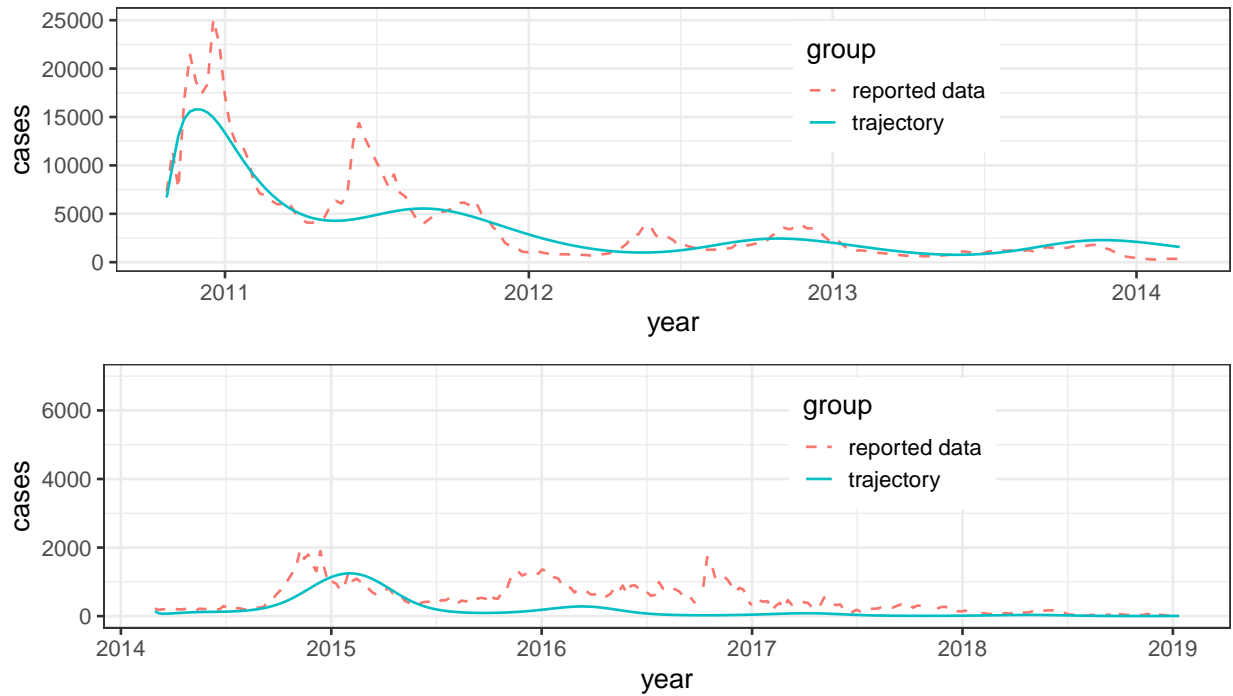 25000
20000
15000
10000
5000
0
cases
group
reported data
trajectory
2011
2012
2013
2014
year
6000
4000
2000
0
cases
group
reported data
trajectory
2014
2015
2016
2017
2018
2019
year